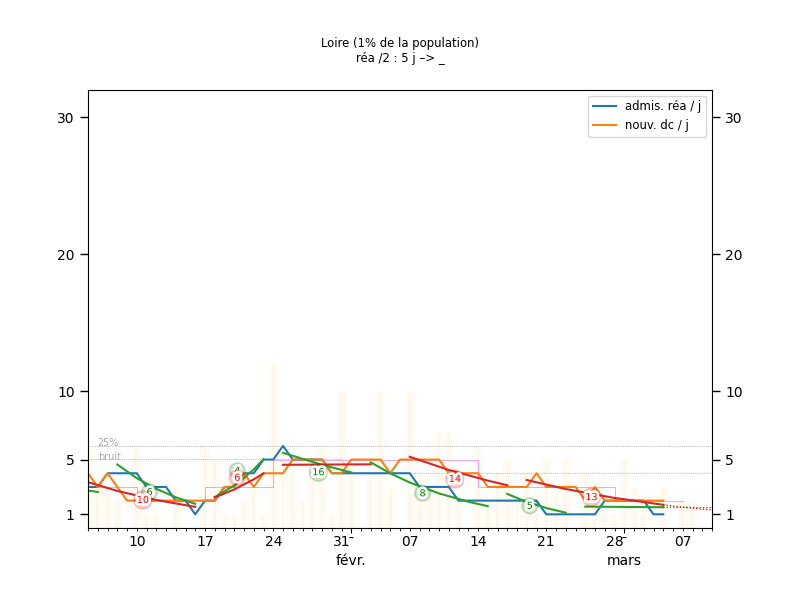 Loire (1% de la population)
réa /2 : 5 j −> _
admis. réa / j
nouv. dc / j
30 30
20 20
10 10
25%
bruit
5 5
1 1
4
6
6
10
16
8
14
5
13
10 17 24 31 07 14 21 28 07
févr. mars